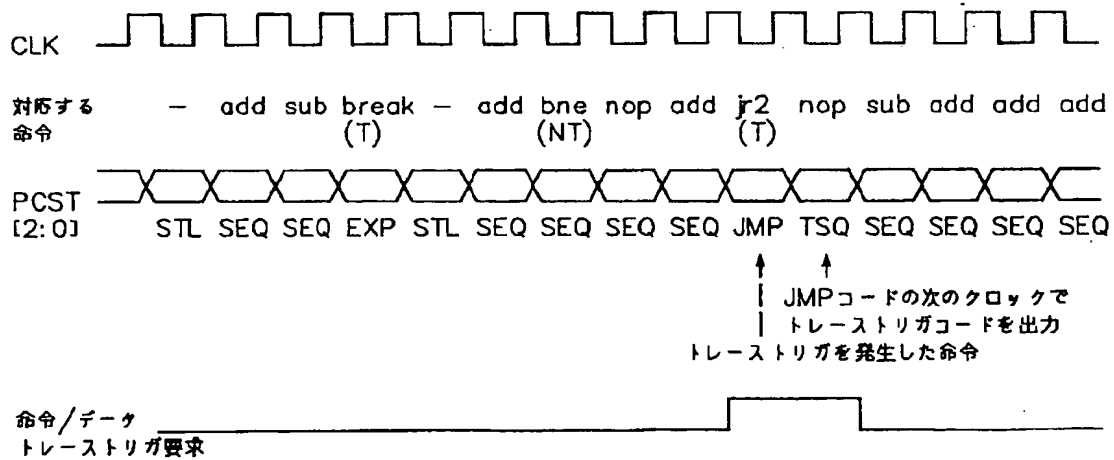 CLK
対応する
命令
— add sub break — add bne nop add jr2 nop sub add add add
(T) (NT) (T)
PCST
[2:0]
STL SEQ SEQ EXP STL SEQ SEQ SEQ SEQ JMP TSQ SEQ SEQ SEQ SEQ
JMPコードの次のクロックで
トレーストリガコードを出力
トレーストリガを発生した命令
命令/データ
トレーストリガ要求